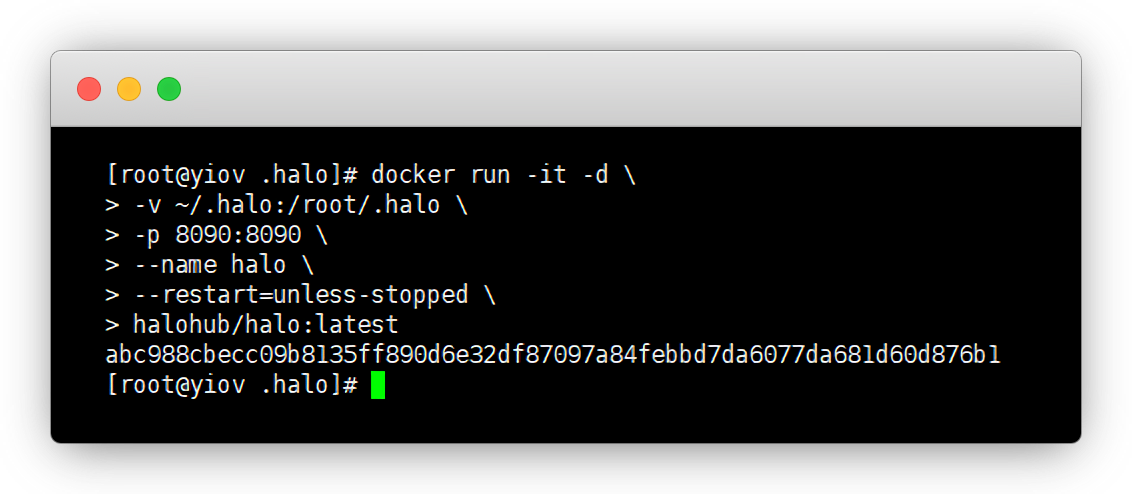 [root@yiov .halo]# docker run -it -d \
> -v ~/.halo:/root/.halo \
> -p 8090:8090 \
> --name halo \
> --restart=unless-stopped \
> halohub/halo:latest
abc988cbecc09b8135ff890d6e32df87097a84febbd7da6077da681d60d876b1
[root@yiov .halo]#